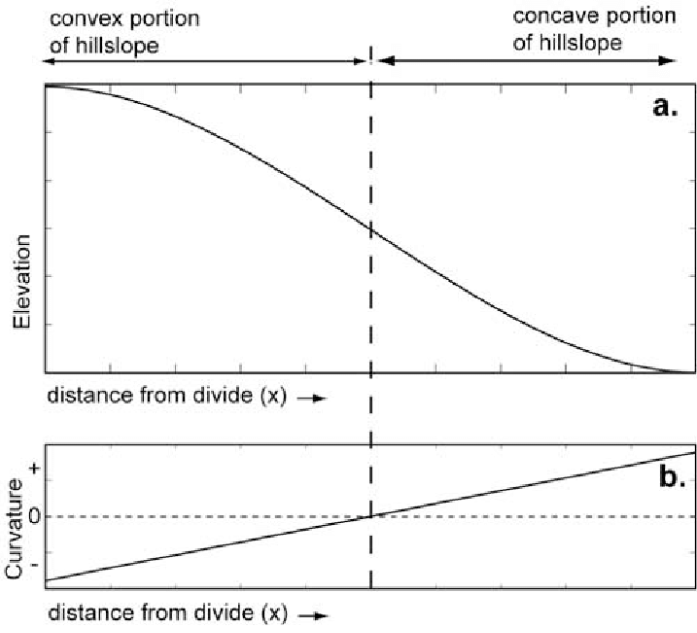 convex portion
of hillslope
concave portion
of hillslope
a.
Elevation
distance from divide (x) →
b.
Curvature
+
0
-
distance from divide (x) →